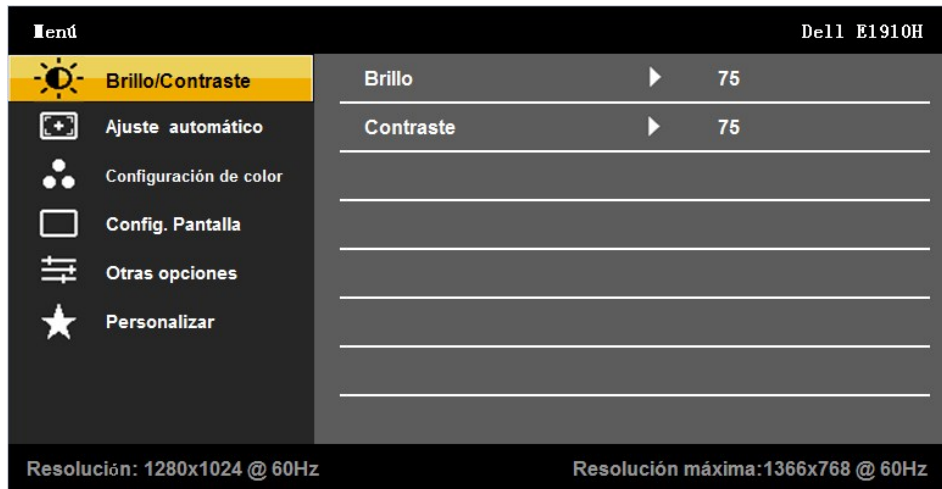 Menú
Dell E1910H
Brillo/Contraste
Brillo 75
Ajuste automático
Contraste 75
Configuración de color
Config. Pantalla
Otras opciones
Personalizar
Resolución: 1280x1024 @ 60Hz
Resolución máxima:1366x768 @ 60Hz